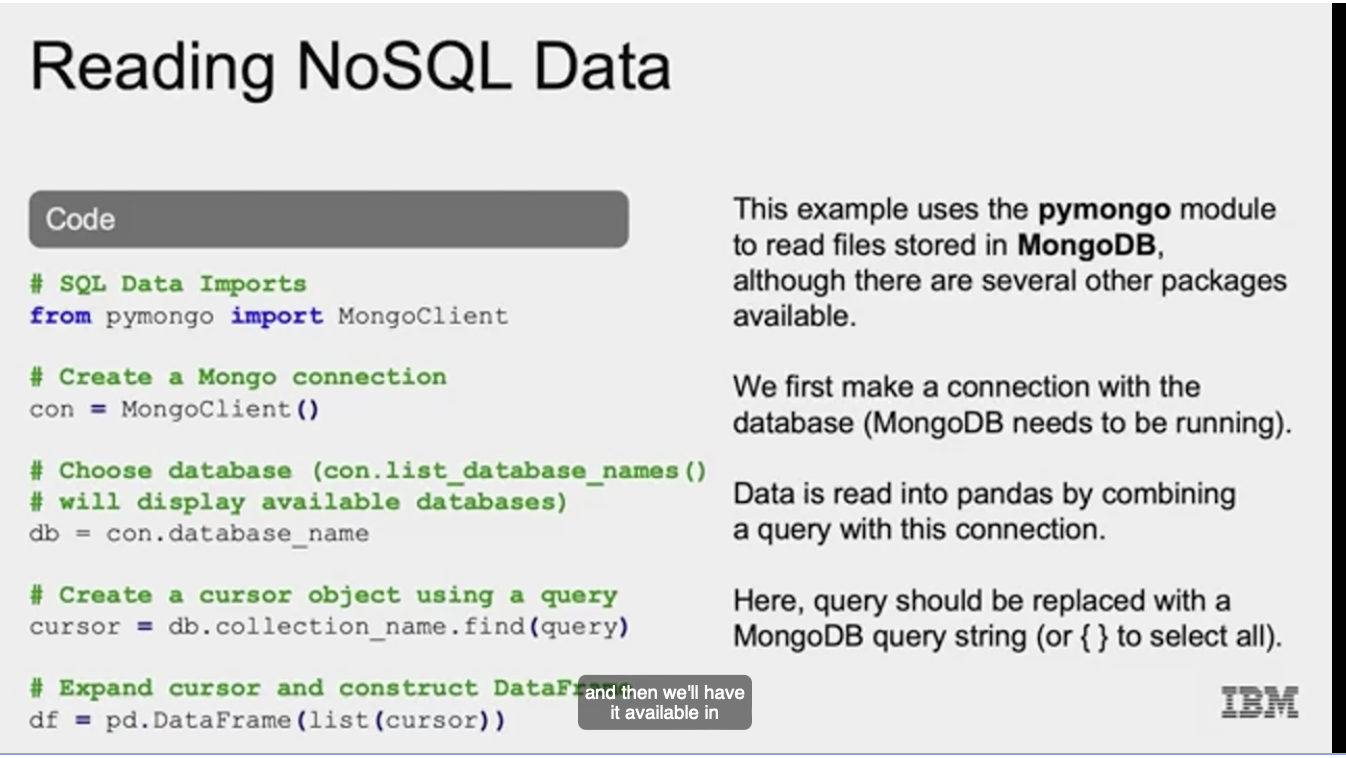 Reading NoSQL Data
Code
# SQL Data Imports
from pymongo import MongoClient
# Create a Mongo connection
con = MongoClient()
# Choose database (con.list_database_names()
# will display available databases)
db = con.database_name
# Create a cursor object using a query
cursor = db.collection_name.find(query)
# Expand cursor and construct DataFrame
df = pd.DataFrame(list(cursor))
This example uses the pymongo module
to read files stored in MongoDB,
although there are several other packages
available.
We first make a connection with the
database (MongoDB needs to be running).
Data is read into pandas by combining
a query with this connection.
Here, query should be replaced with a
MongoDB query string (or { } to select all).
and then we'll have
it available in
IBM